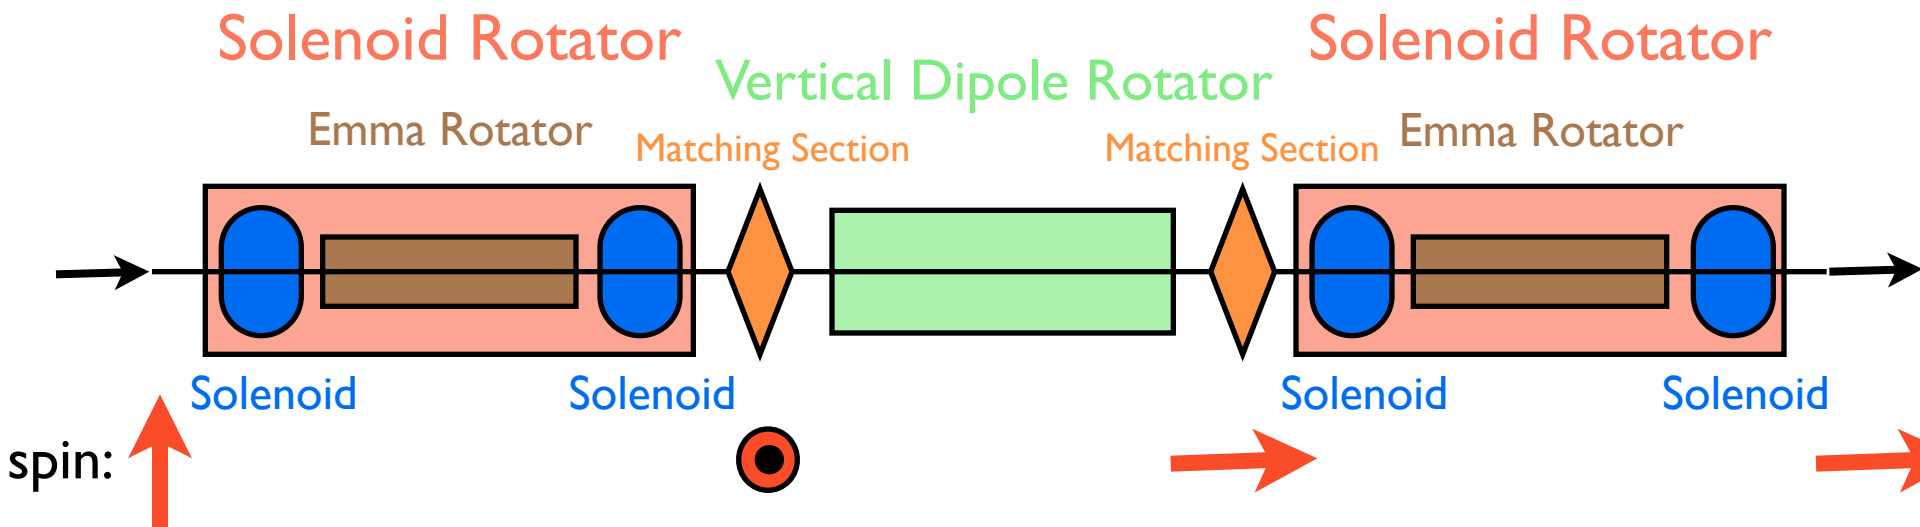 Solenoid Rotator
Solenoid Rotator
Vertical Dipole Rotator
Emma Rotator
Matching Section
Matching Section
Emma Rotator
Solenoid
Solenoid
Solenoid
Solenoid
spin: